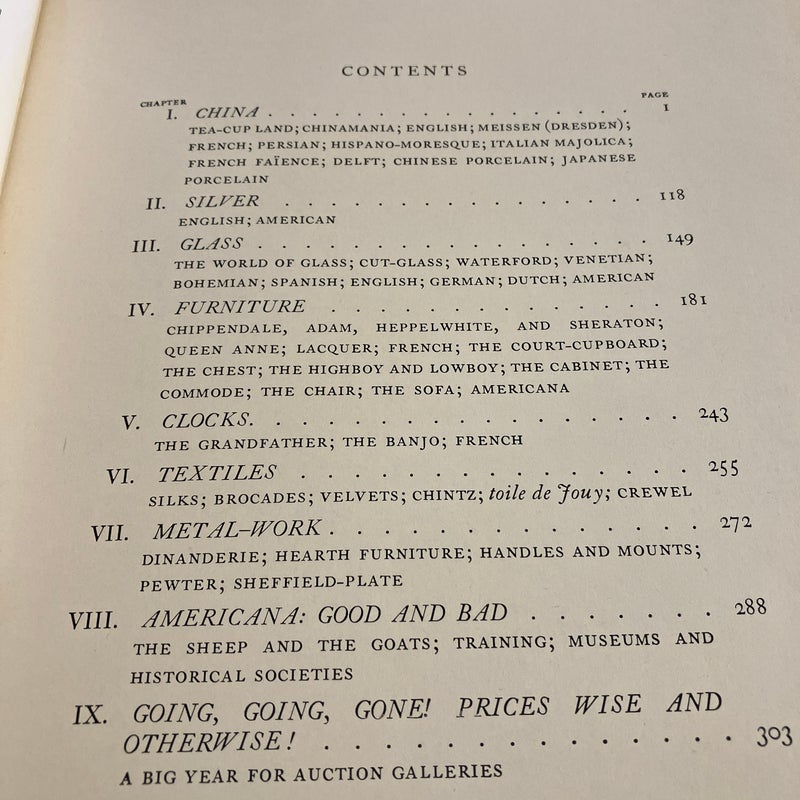 CONTENTS
CHAPTER PAGE
I. CHINA . . . . . . . . . . . . . . . . . 1
TEA-CUP LAND; CHINAMANIA; ENGLISH; MEISSEN (DRESDEN);
FRENCH; PERSIAN; HISPANO-MORESQUE; ITALIAN MAJOLICA;
FRENCH FAÏENCE; DELFT; CHINESE PORCELAIN; JAPANESE
PORCELAIN
II. SILVER . . . . . . . . . . . . . . . . 118
ENGLISH; AMERICAN
III. GLASS . . . . . . . . . . . . . . . . . 149
THE WORLD OF GLASS; CUT-GLASS; WATERFORD; VENETIAN;
BOHEMIAN; SPANISH; ENGLISH; GERMAN; DUTCH; AMERICAN
IV. FURNITURE . . . . . . . . . . . . . . 181
CHIPPENDALE, ADAM, HEPPELWHITE, AND SHERATON;
QUEEN ANNE; LACQUER; FRENCH; THE COURT-CUPBOARD;
THE CHEST; THE HIGHBOY AND LOWBOY; THE CABINET; THE
COMMODE; THE CHAIR; THE SOFA; AMERICANA
V. CLOCKS. . . . . . . . . . . . . . . . . 243
THE GRANDFATHER; THE BANJO; FRENCH
VI. TEXTILES . . . . . . . . . . . . . . . 255
SILKS; BROCADES; VELVETS; CHINTZ; toile de Jouy; CREWEL
VII. METAL-WORK . . . . . . . . . . . . . . 272
DINANDERIE; HEARTH FURNITURE; HANDLES AND MOUNTS;
PEWTER; SHEFFIELD-PLATE
VIII. AMERICANA: GOOD AND BAD . . . . . . . 288
THE SHEEP AND THE GOATS; TRAINING; MUSEUMS AND
HISTORICAL SOCIETIES
IX. GOING, GOING, GONE! PRICES WISE AND
OTHERWISE! . . . . . . . . . . . . . 303
A BIG YEAR FOR AUCTION GALLERIES